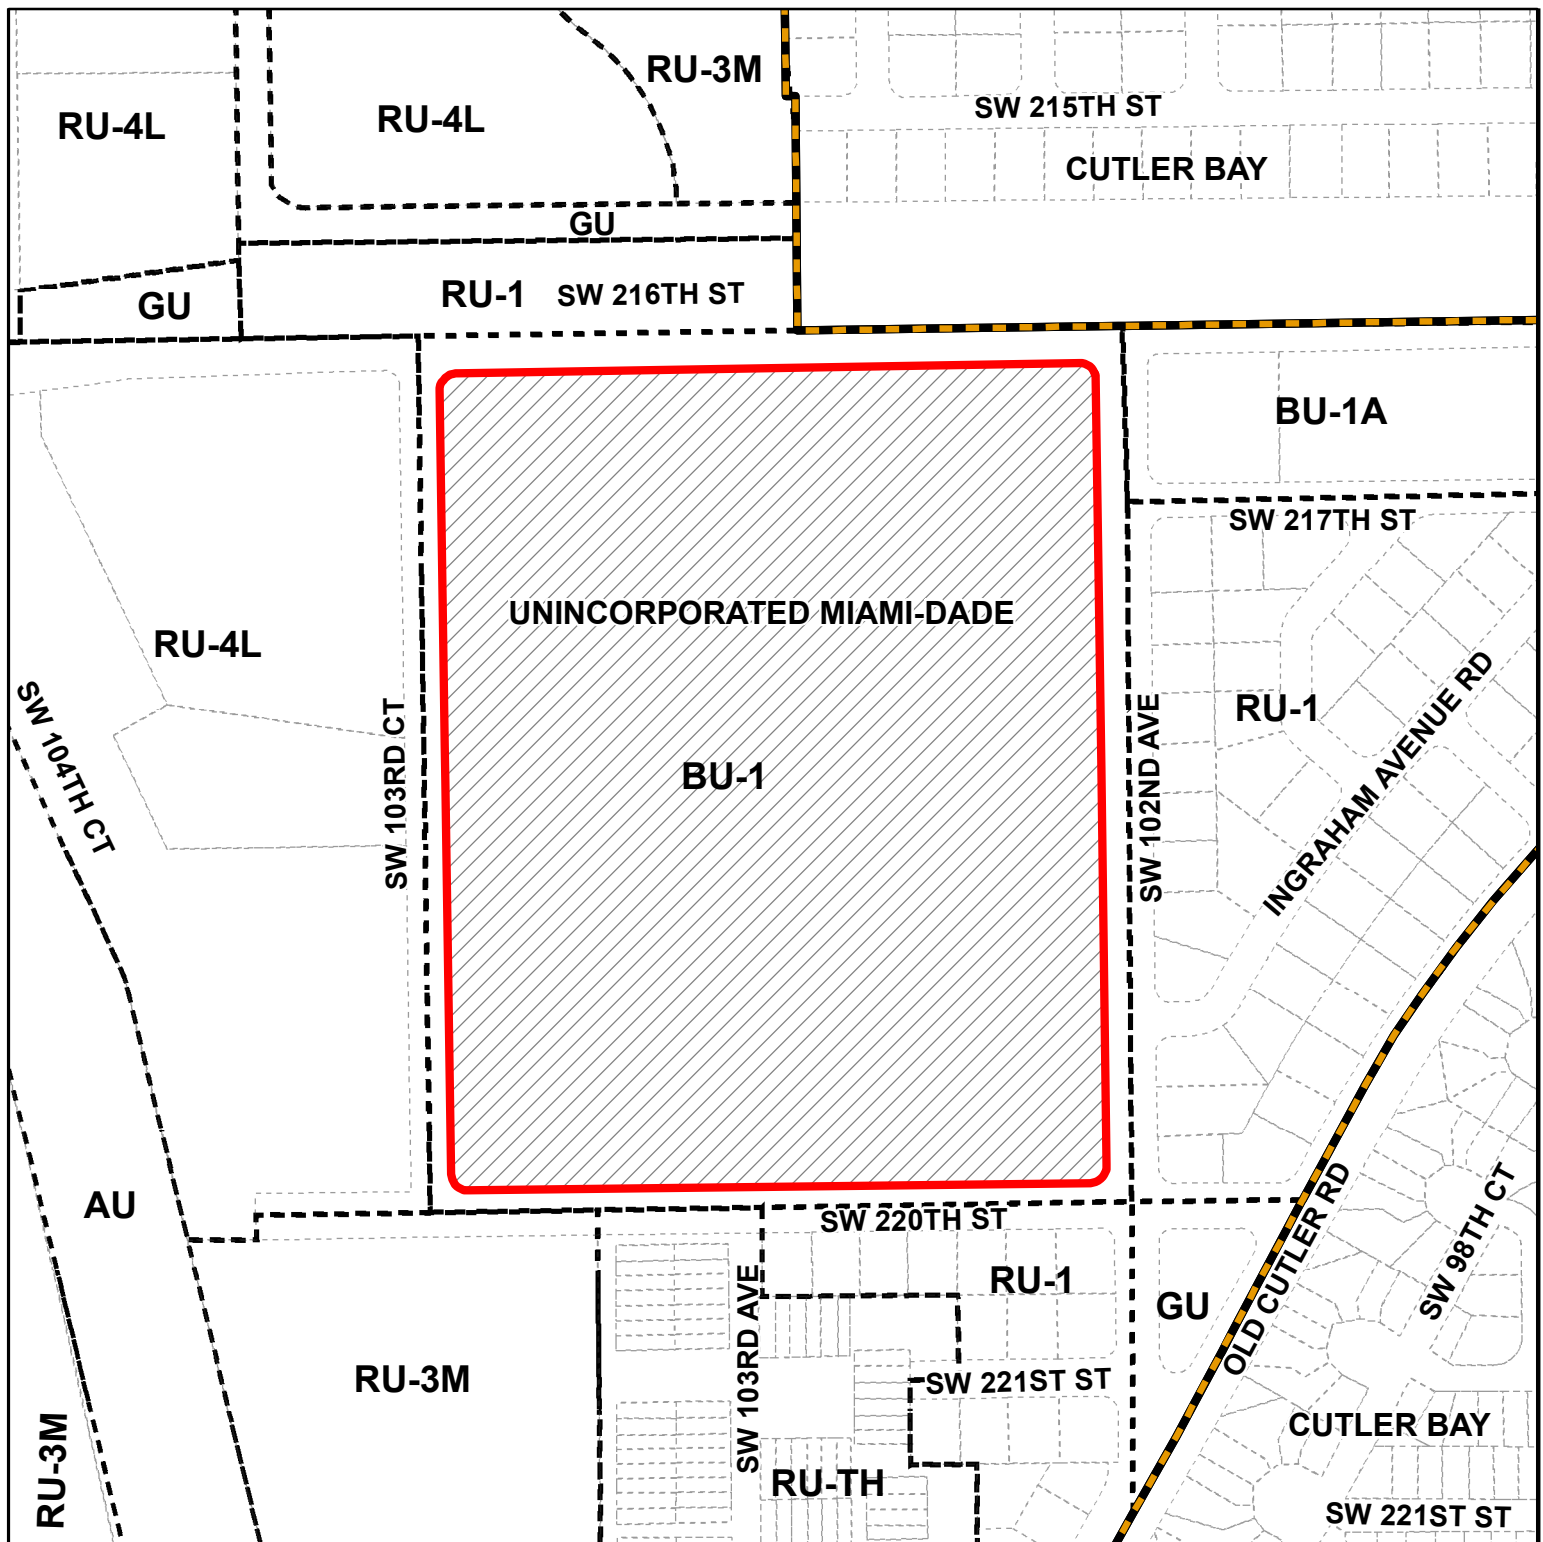 RU-3M
SW 215TH ST
RU-4L
RU-4L
CUTLER BAY
GU
RU-1
SW 216TH ST
GU
BU-1A
SW 217TH ST
UNINCORPORATED MIAMI-DADE
RU-4L
RU-1
BU-1
SW 104TH CT
SW 103RD CT
SW 102ND AVE
INGRAHAM AVENUE RD
AU
SW 220TH ST
RU-1
GU
OLD CUTLER RD
SW 98TH CT
RU-3M
SW 103RD AVE
SW 221ST ST
CUTLER BAY
RU-3M
RU-TH
SW 221ST ST